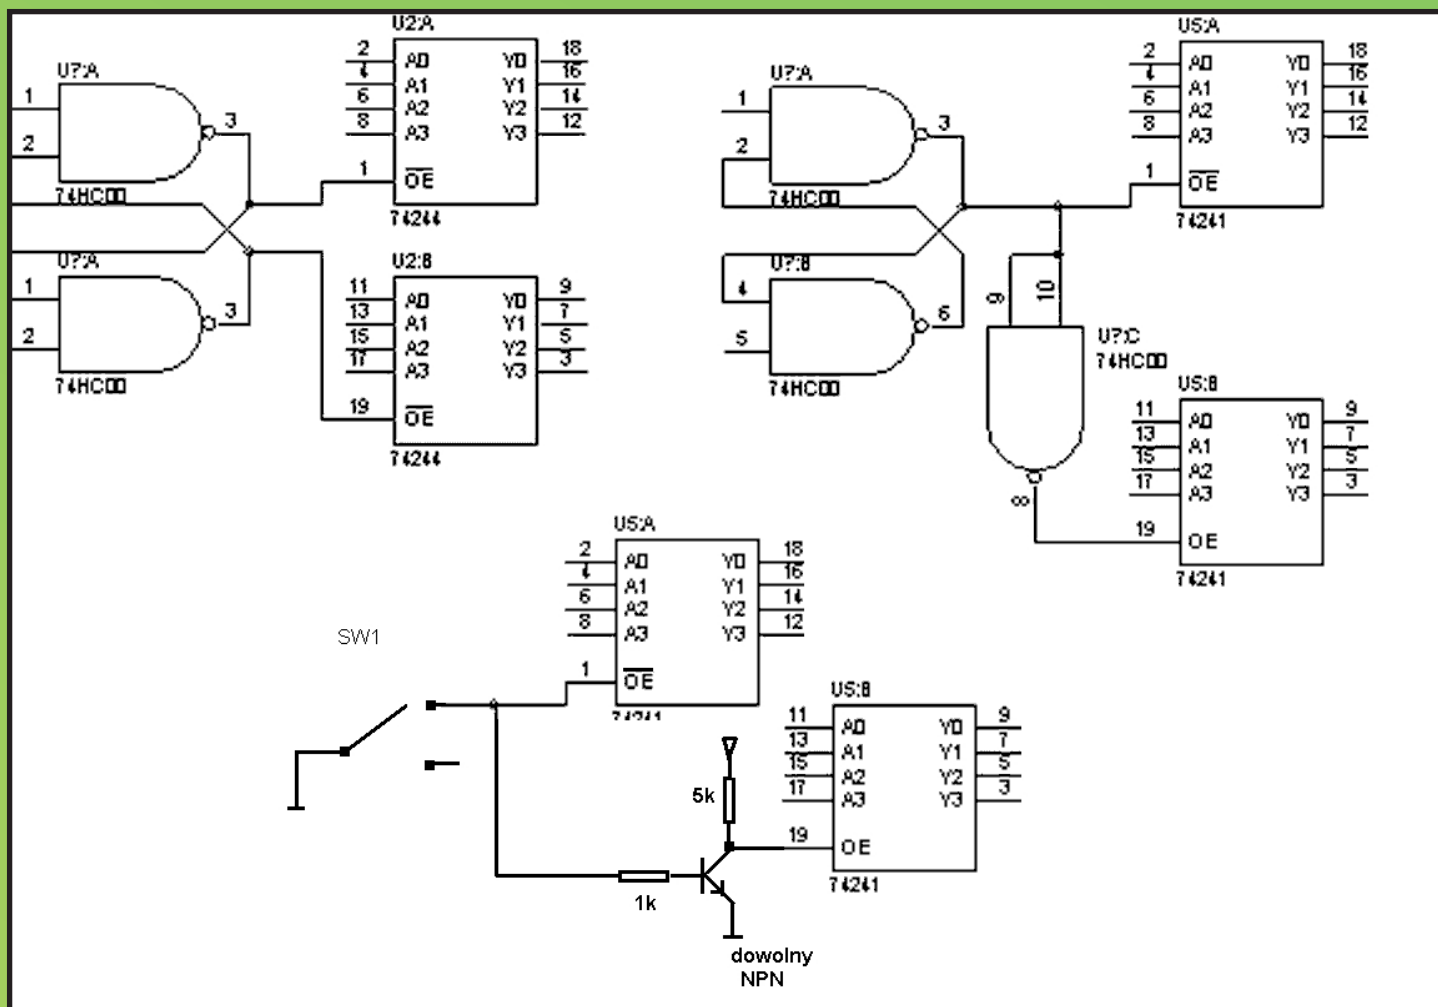 U2:A
2 A0 Y0 18
4 A1 Y1 16
6 A2 Y2 14
8 A3 Y3 12
1 OE
74244
U?:A
1
2
3
74HC00
U?:A
1
2
3
74HC00
U2:B
11 A0 Y0 9
13 A1 Y1 7
15 A2 Y2 5
17 A3 Y3 3
19 OE
74244
U?:A
1
2
3
74HC00
U?:B
4
5
6
74HC00
U5:A
2 A0 Y0 18
4 A1 Y1 16
6 A2 Y2 14
8 A3 Y3 12
1 OE
74241
9
10
U?:C
74HC00
8
U5:B
11 A0 Y0 9
13 A1 Y1 7
15 A2 Y2 5
17 A3 Y3 3
19 OE
74241
U5:A
2 A0 Y0 18
4 A1 Y1 16
6 A2 Y2 14
8 A3 Y3 12
1 OE
74241
SW1
U5:B
11 A0 Y0 9
13 A1 Y1 7
15 A2 Y2 5
17 A3 Y3 3
19 OE
74241
5k
1k
dowolny
NPN